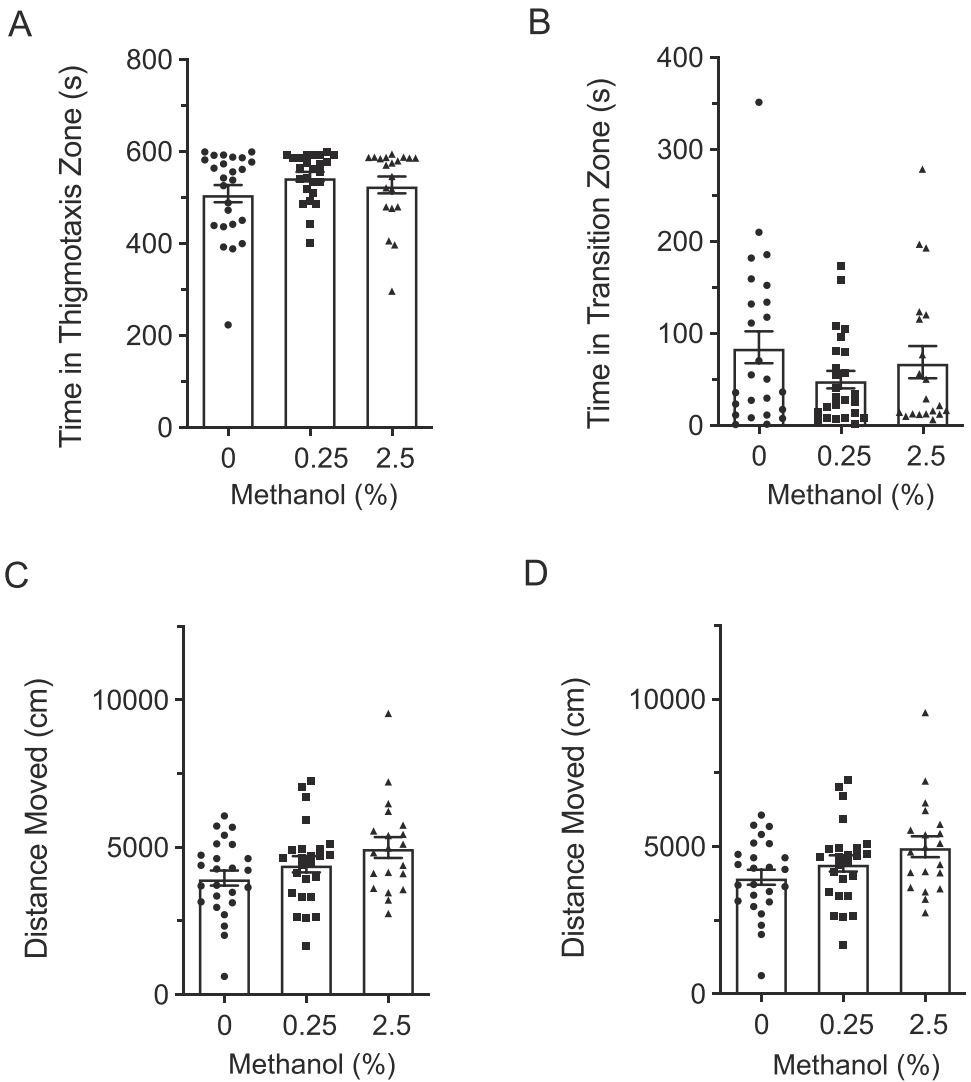 A
Time in Thigmotaxis Zone (s)
800
600
400
200
0
0 0.25 2.5
Methanol (%)
B
Time in Transition Zone (s)
400
300
200
100
0
0 0.25 2.5
Methanol (%)
C
Distance Moved (cm)
10000
5000
0
0 0.25 2.5
Methanol (%)
D
Distance Moved (cm)
10000
5000
0
0 0.25 2.5
Methanol (%)